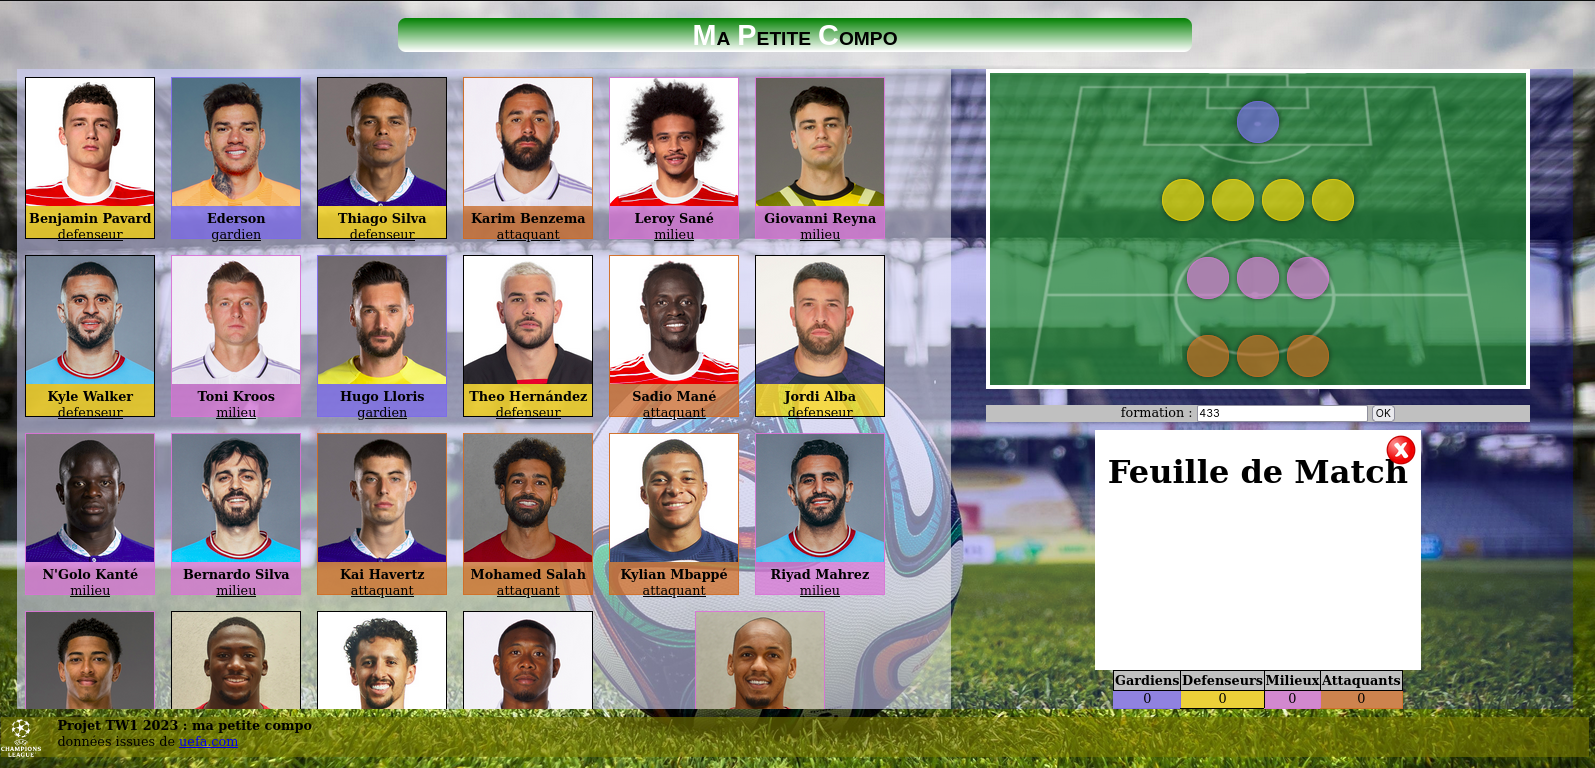 Ma Petite Compo
Benjamin Pavard
defenseur
Ederson
gardien
Thiago Silva
defenseur
Karim Benzema
attaquant
Leroy Sané
milieu
Giovanni Reyna
milieu
Kyle Walker
defenseur
Toni Kroos
milieu
Hugo Lloris
gardien
Theo Hernández
defenseur
Sadio Mané
attaquant
Jordi Alba
defenseur
N'Golo Kanté
milieu
Bernardo Silva
milieu
Kai Havertz
attaquant
Mohamed Salah
attaquant
Kylian Mbappé
attaquant
Riyad Mahrez
milieu
formation : 433 OK
Feuille de Match
Gardiens Defenseurs Milieux Attaquants
0 0 0 0
CHAMPIONS
LEAGUE
Projet TW1 2023 : ma petite compo
données issues de uefa.com